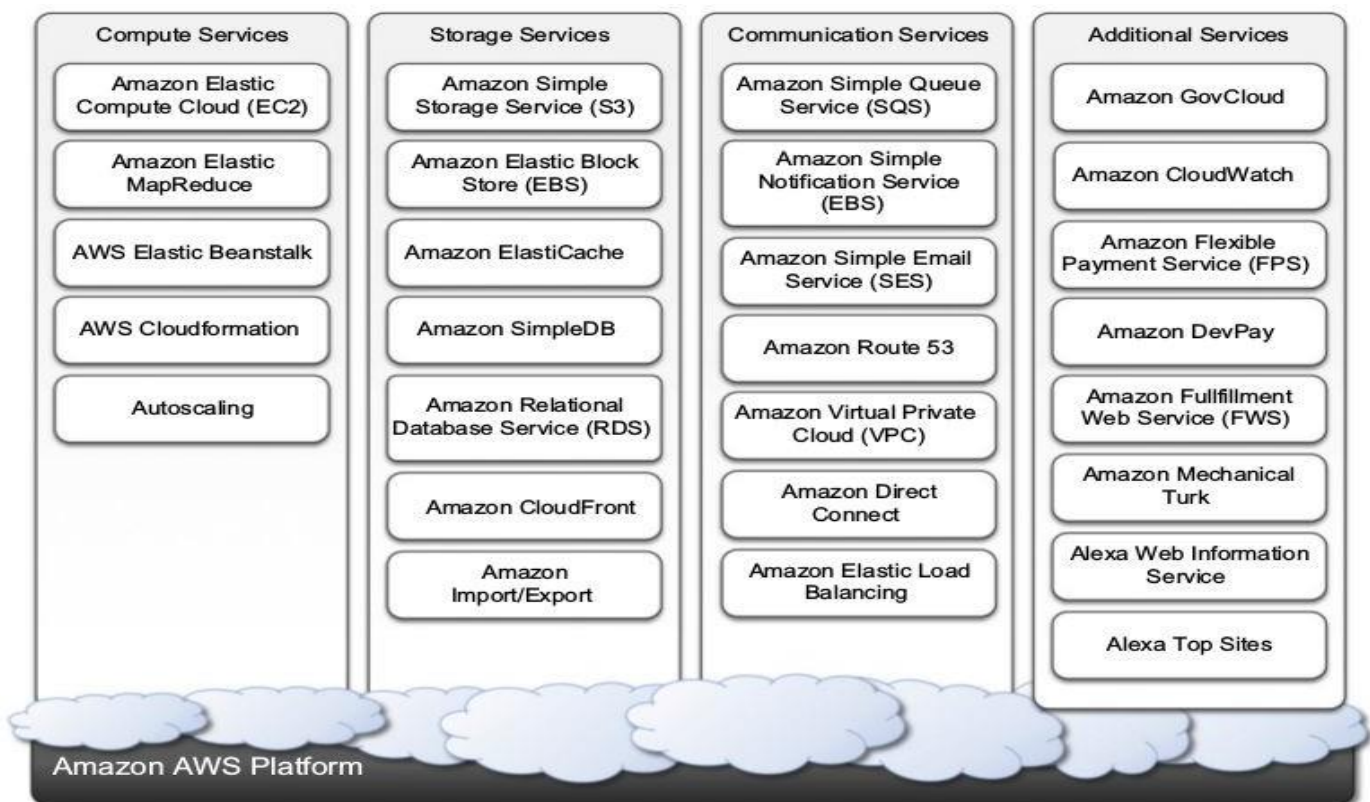 Compute Services
Amazon Elastic
Compute Cloud (EC2)
Amazon Elastic
MapReduce
AWS Elastic Beanstalk
AWS Cloudformation
Autoscaling
Storage Services
Amazon Simple
Storage Service (S3)
Amazon Elastic Block
Store (EBS)
Amazon ElastiCache
Amazon SimpleDB
Amazon Relational
Database Service (RDS)
Amazon CloudFront
Amazon
Import/Export
Communication Services
Amazon Simple Queue
Service (SQS)
Amazon Simple
Notification Service
(EBS)
Amazon Simple Email
Service (SES)
Amazon Route 53
Amazon Virtual Private
Cloud (VPC)
Amazon Direct
Connect
Amazon Elastic Load
Balancing
Additional Services
Amazon GovCloud
Amazon CloudWatch
Amazon Flexible
Payment Service (FPS)
Amazon DevPay
Amazon Fullfillment
Web Service (FWS)
Amazon Mechanical
Turk
Alexa Web Information
Service
Alexa Top Sites
Amazon AWS Platform